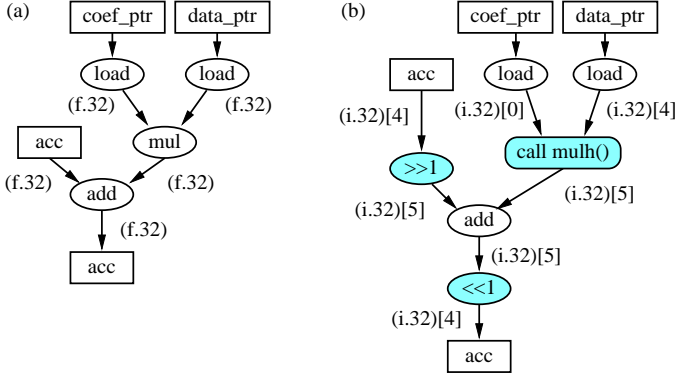 (a)
coef_ptr
data_ptr
load
load
(f.32)
(f.32)
acc
mul
(f.32)
(f.32)
add
(f.32)
acc
(b)
coef_ptr
data_ptr
acc
load
load
(i.32)[4]
(i.32)[0]
(i.32)[4]
call mulh()
>>1
(i.32)[5]
(i.32)[5]
add
(i.32)[5]
<<1
(i.32)[4]
acc